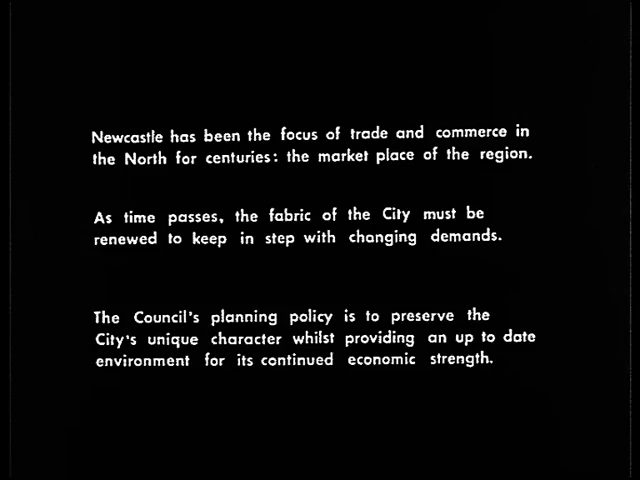 Newcastle has been the focus of trade and commerce in
the North for centuries: the market place of the region.
As time passes, the fabric of the City must be
renewed to keep in step with changing demands.
The Council's planning policy is to preserve the
City's unique character whilst providing an up to date
environment for its continued economic strength.